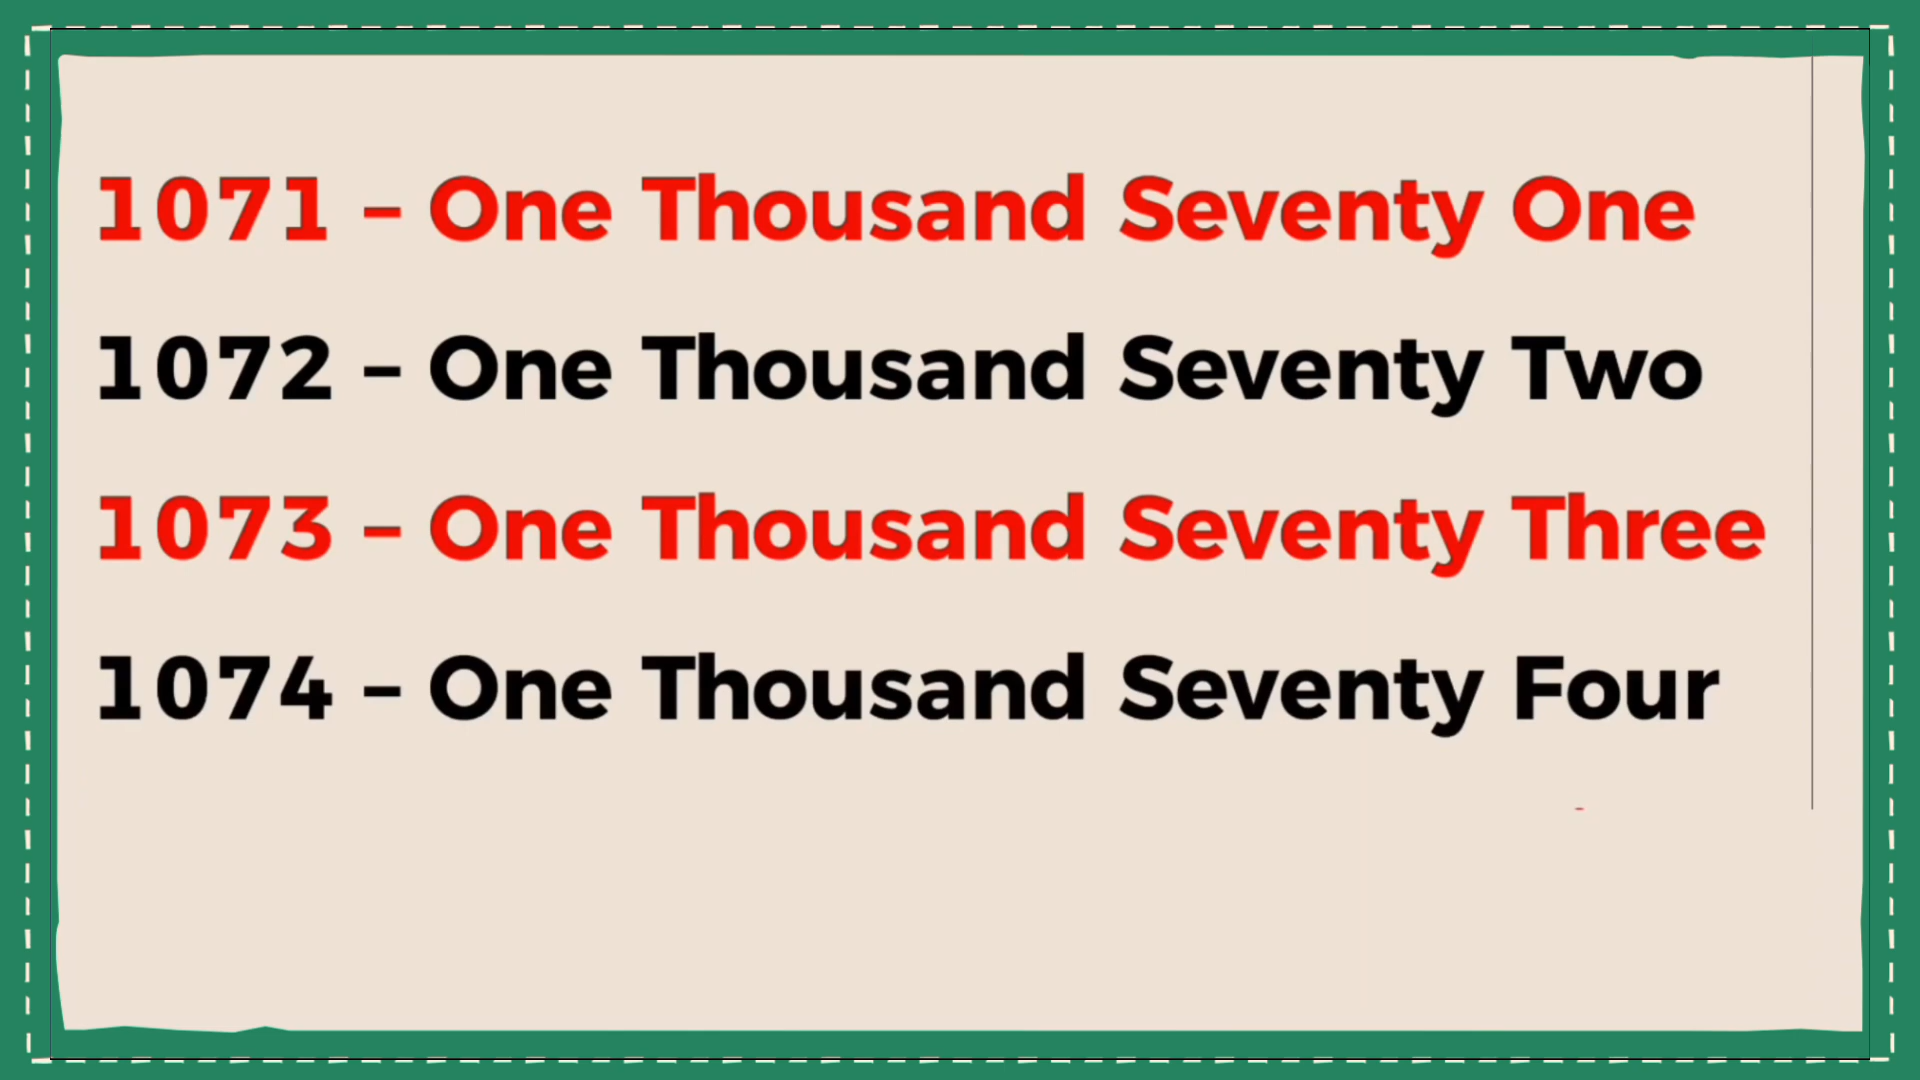 1071 – One Thousand Seventy One
1072 – One Thousand Seventy Two
1073 – One Thousand Seventy Three
1074 – One Thousand Seventy Four